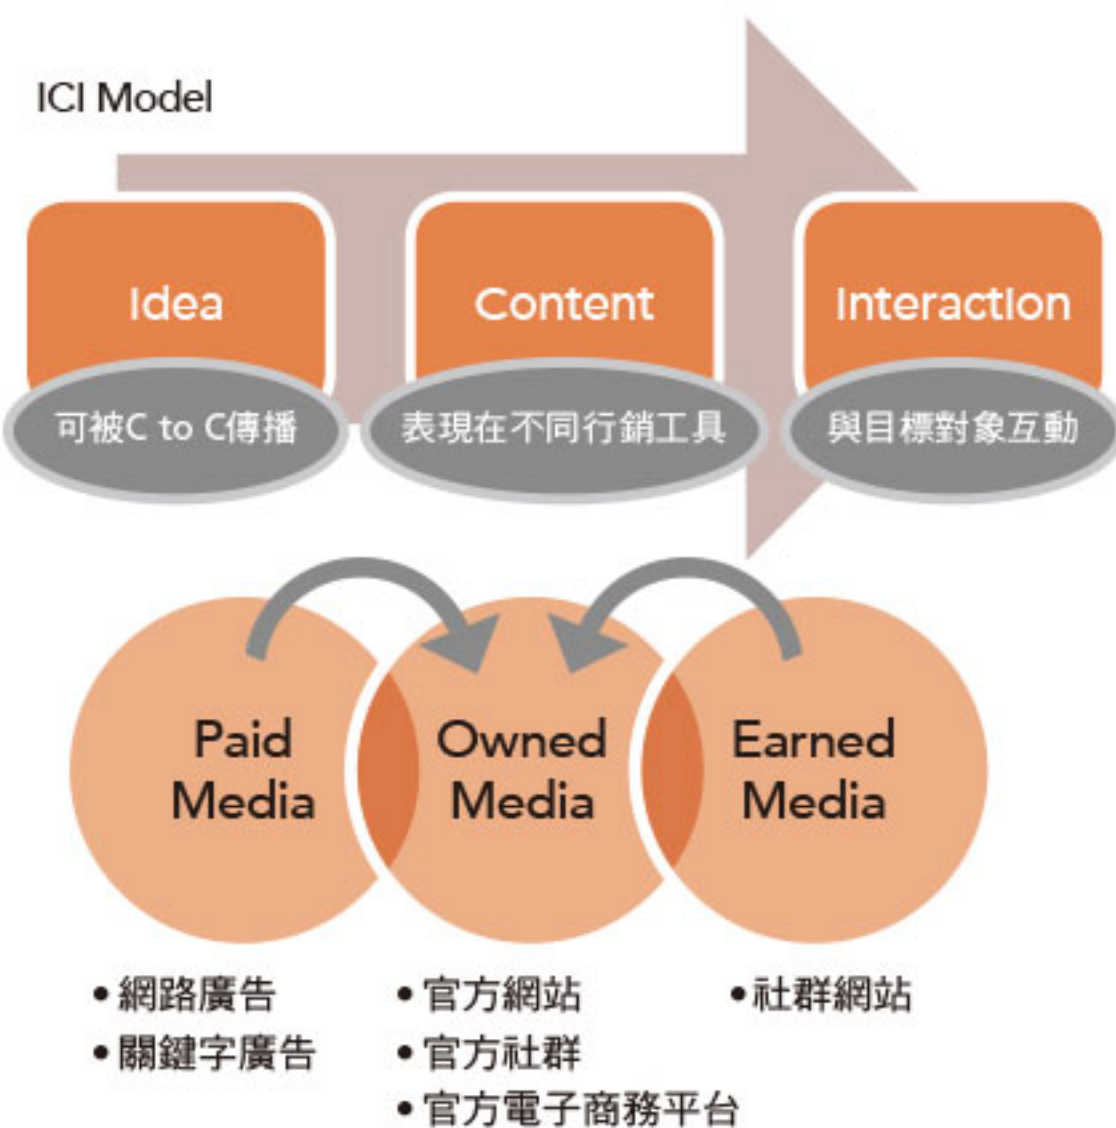 ICI Model
Idea
Content
Interaction
可被C to C傳播
表現在不同行銷工具
與目標對象互動
Paid
Media
Owned
Media
Earned
Media
• 網路廣告
• 關鍵字廣告
• 官方網站
• 官方社群
• 官方電子商務平台
• 社群網站